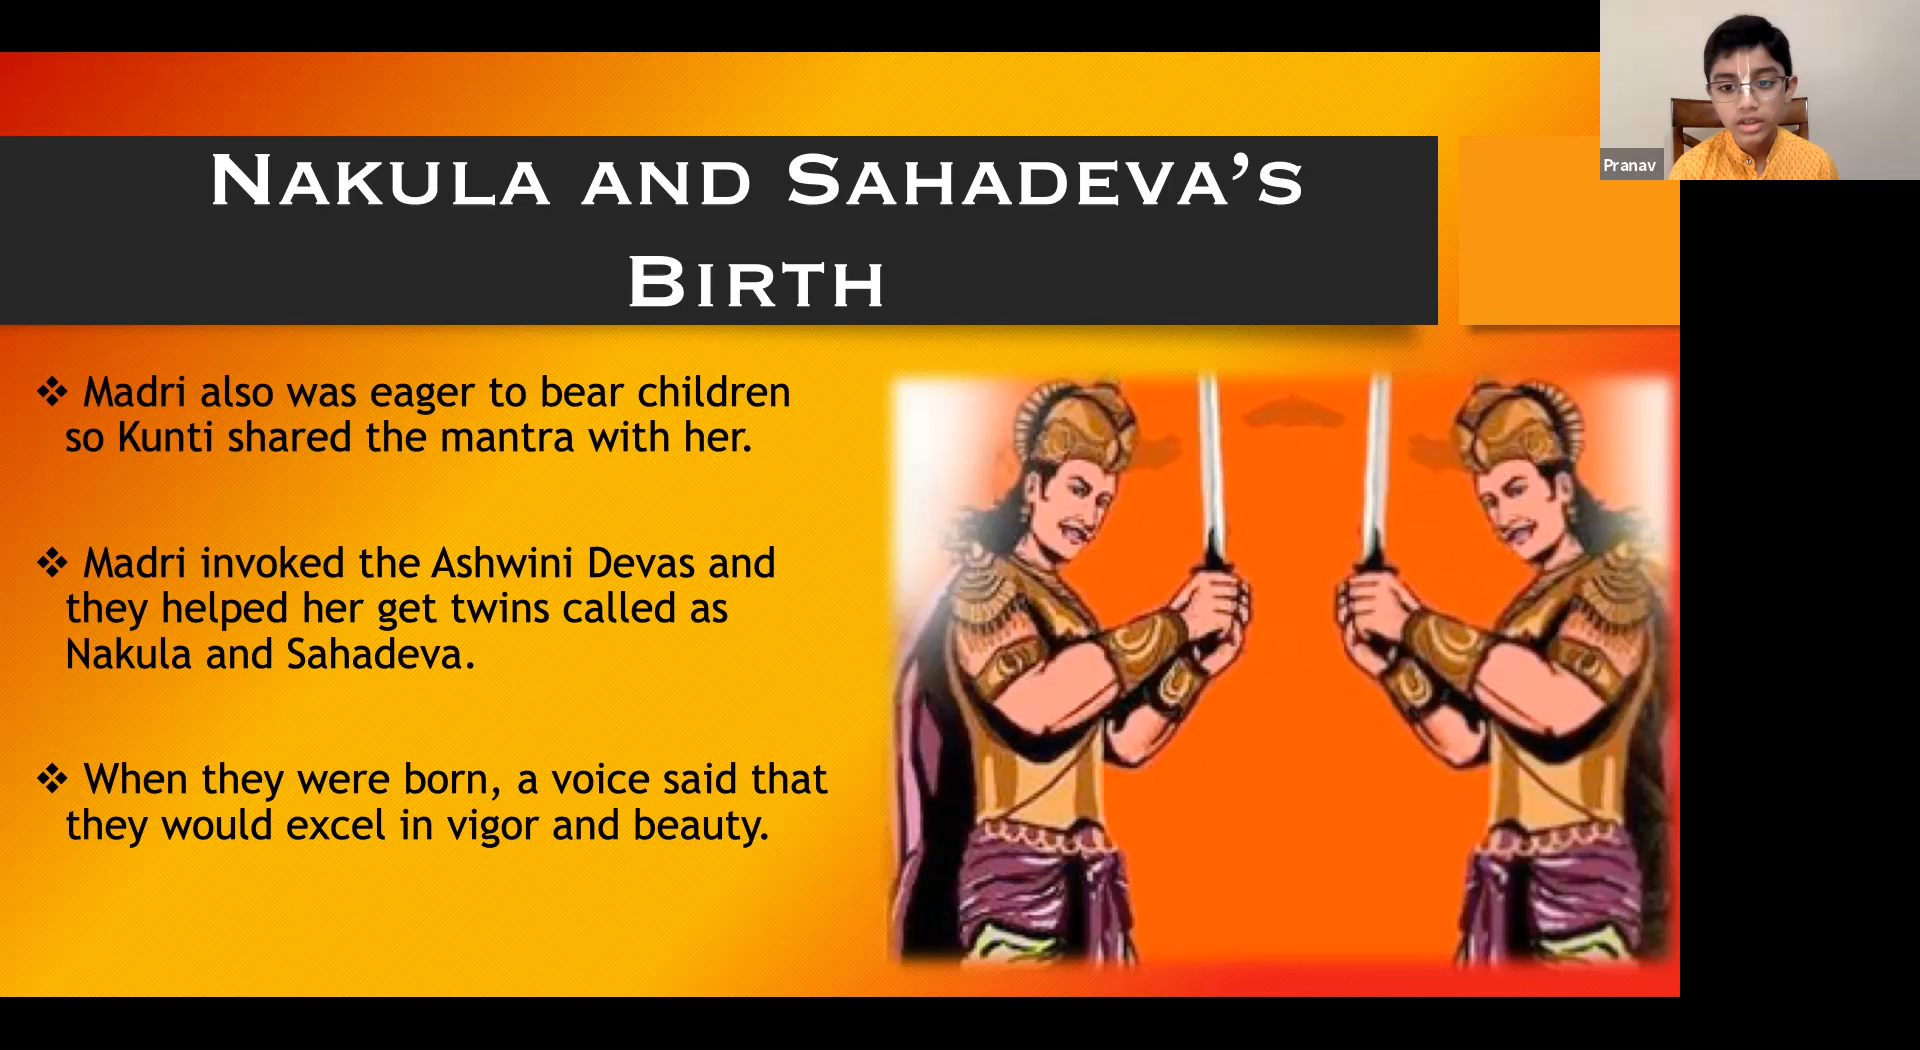 Nakula and Sahadeva’s
Birth
Pranav
❖ Madri also was eager to bear children
so Kunti shared the mantra with her.
❖ Madri invoked the Ashwini Devas and
they helped her get twins called as
Nakula and Sahadeva.
❖ When they were born, a voice said that
they would excel in vigor and beauty.